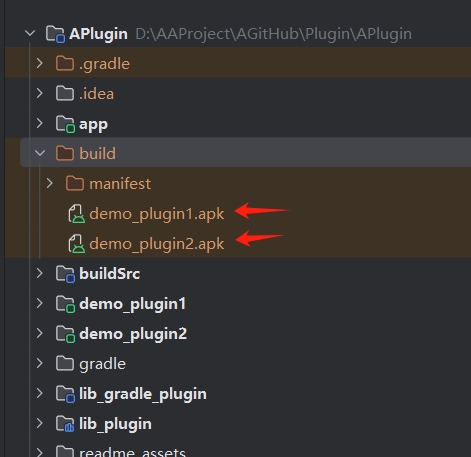 APlugin D:\AAProject\AGitHub\Plugin\APlugin
.gradle
.idea
app
build
manifest
demo_plugin1.apk
demo_plugin2.apk
buildSrc
demo_plugin1
demo_plugin2
gradle
lib_gradle_plugin
lib_plugin
readme_assets